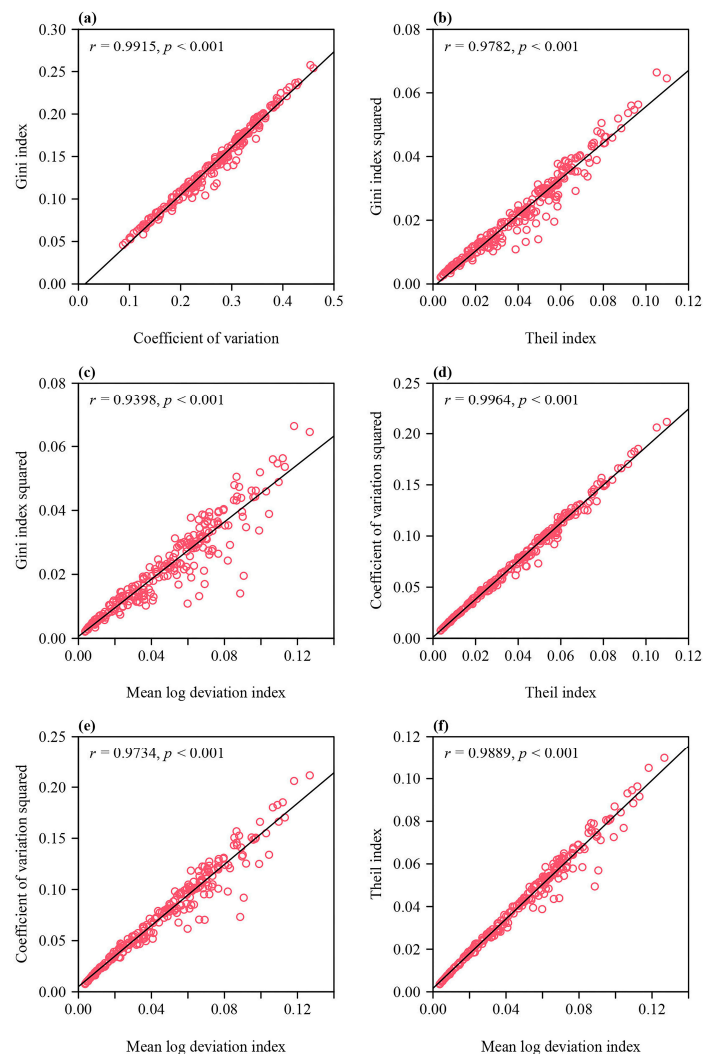 (a)
r = 0.9915, p < 0.001
0.30
0.25
0.20
0.15
0.10
0.05
0.00
Gini index
0.0 0.1 0.2 0.3 0.4 0.5
Coefficient of variation
(b)
r = 0.9782, p < 0.001
0.08
0.06
0.04
0.02
0.00
Gini index squared
0.00 0.02 0.04 0.06 0.08 0.10 0.12
Theil index
(c)
r = 0.9398, p < 0.001
0.08
0.06
0.04
0.02
0.00
Gini index squared
0.00 0.04 0.08 0.12
Mean log deviation index
(d)
r = 0.9964, p < 0.001
0.25
0.20
0.15
0.10
0.05
0.00
Coefficient of variation squared
0.00 0.02 0.04 0.06 0.08 0.10 0.12
Theil index
(e)
r = 0.9734, p < 0.001
0.25
0.20
0.15
0.10
0.05
0.00
Coefficient of variation squared
0.00 0.04 0.08 0.12
Mean log deviation index
(f)
r = 0.9889, p < 0.001
0.12
0.10
0.08
0.06
0.04
0.02
0.00
Theil index
0.00 0.04 0.08 0.12
Mean log deviation index